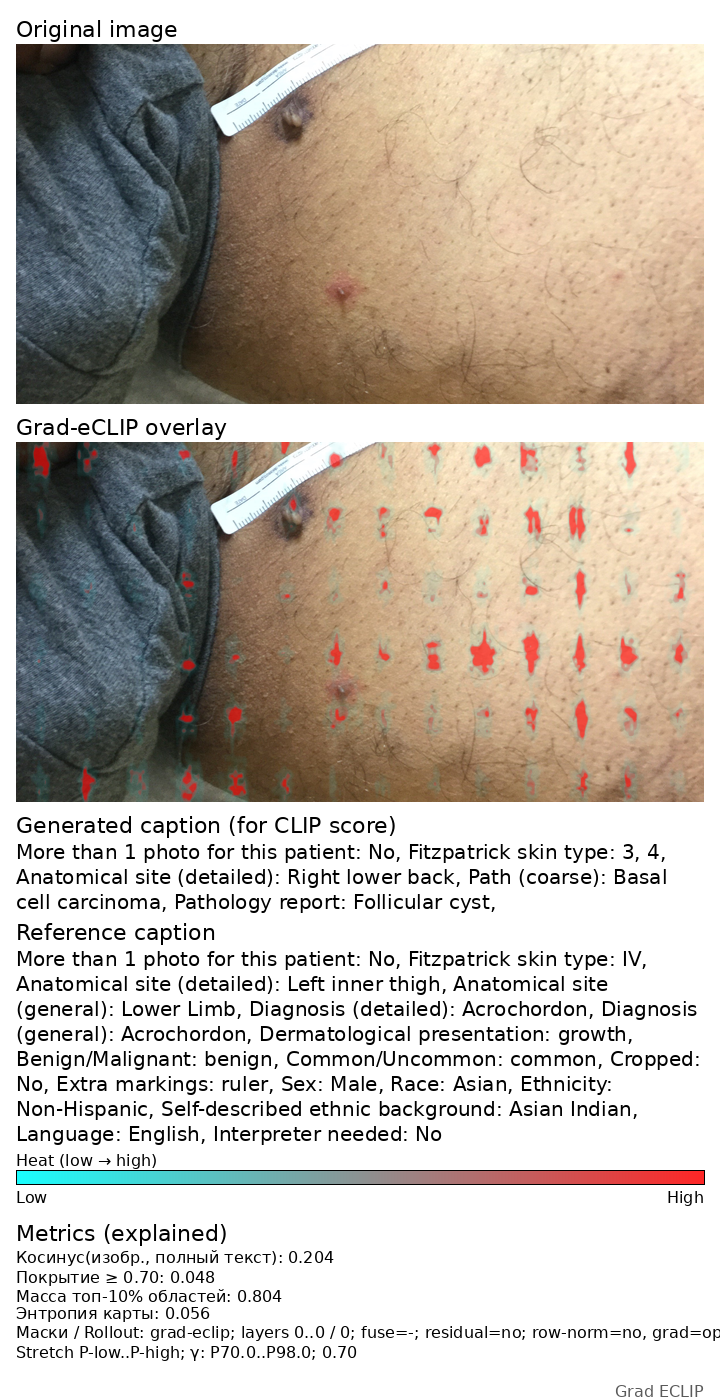 Original image
Grad-eCLIP overlay
Generated caption (for CLIP score)
More than 1 photo for this patient: No, Fitzpatrick skin type: 3, 4,
Anatomical site (detailed): Right lower back, Path (coarse): Basal
cell carcinoma, Pathology report: Follicular cyst,
Reference caption
More than 1 photo for this patient: No, Fitzpatrick skin type: IV,
Anatomical site (detailed): Left inner thigh, Anatomical site
(general): Lower Limb, Diagnosis (detailed): Acrochordon, Diagnosis
(general): Acrochordon, Dermatological presentation: growth,
Benign/Malignant: benign, Common/Uncommon: common, Cropped:
No, Extra markings: ruler, Sex: Male, Race: Asian, Ethnicity:
Non-Hispanic, Self-described ethnic background: Asian Indian,
Language: English, Interpreter needed: No
Heat (low → high)
Low High
Metrics (explained)
Косинус(изобр., полный текст): 0.204
Покрытие ≥ 0.70: 0.048
Масса топ-10% областей: 0.804
Энтропия карты: 0.056
Маски / Rollout: grad-eclip; layers 0..0 / 0; fuse=-; residual=no; row-norm=no, grad=op
Stretch P-low..P-high; γ: P70.0..P98.0; 0.70
Grad ECLIP